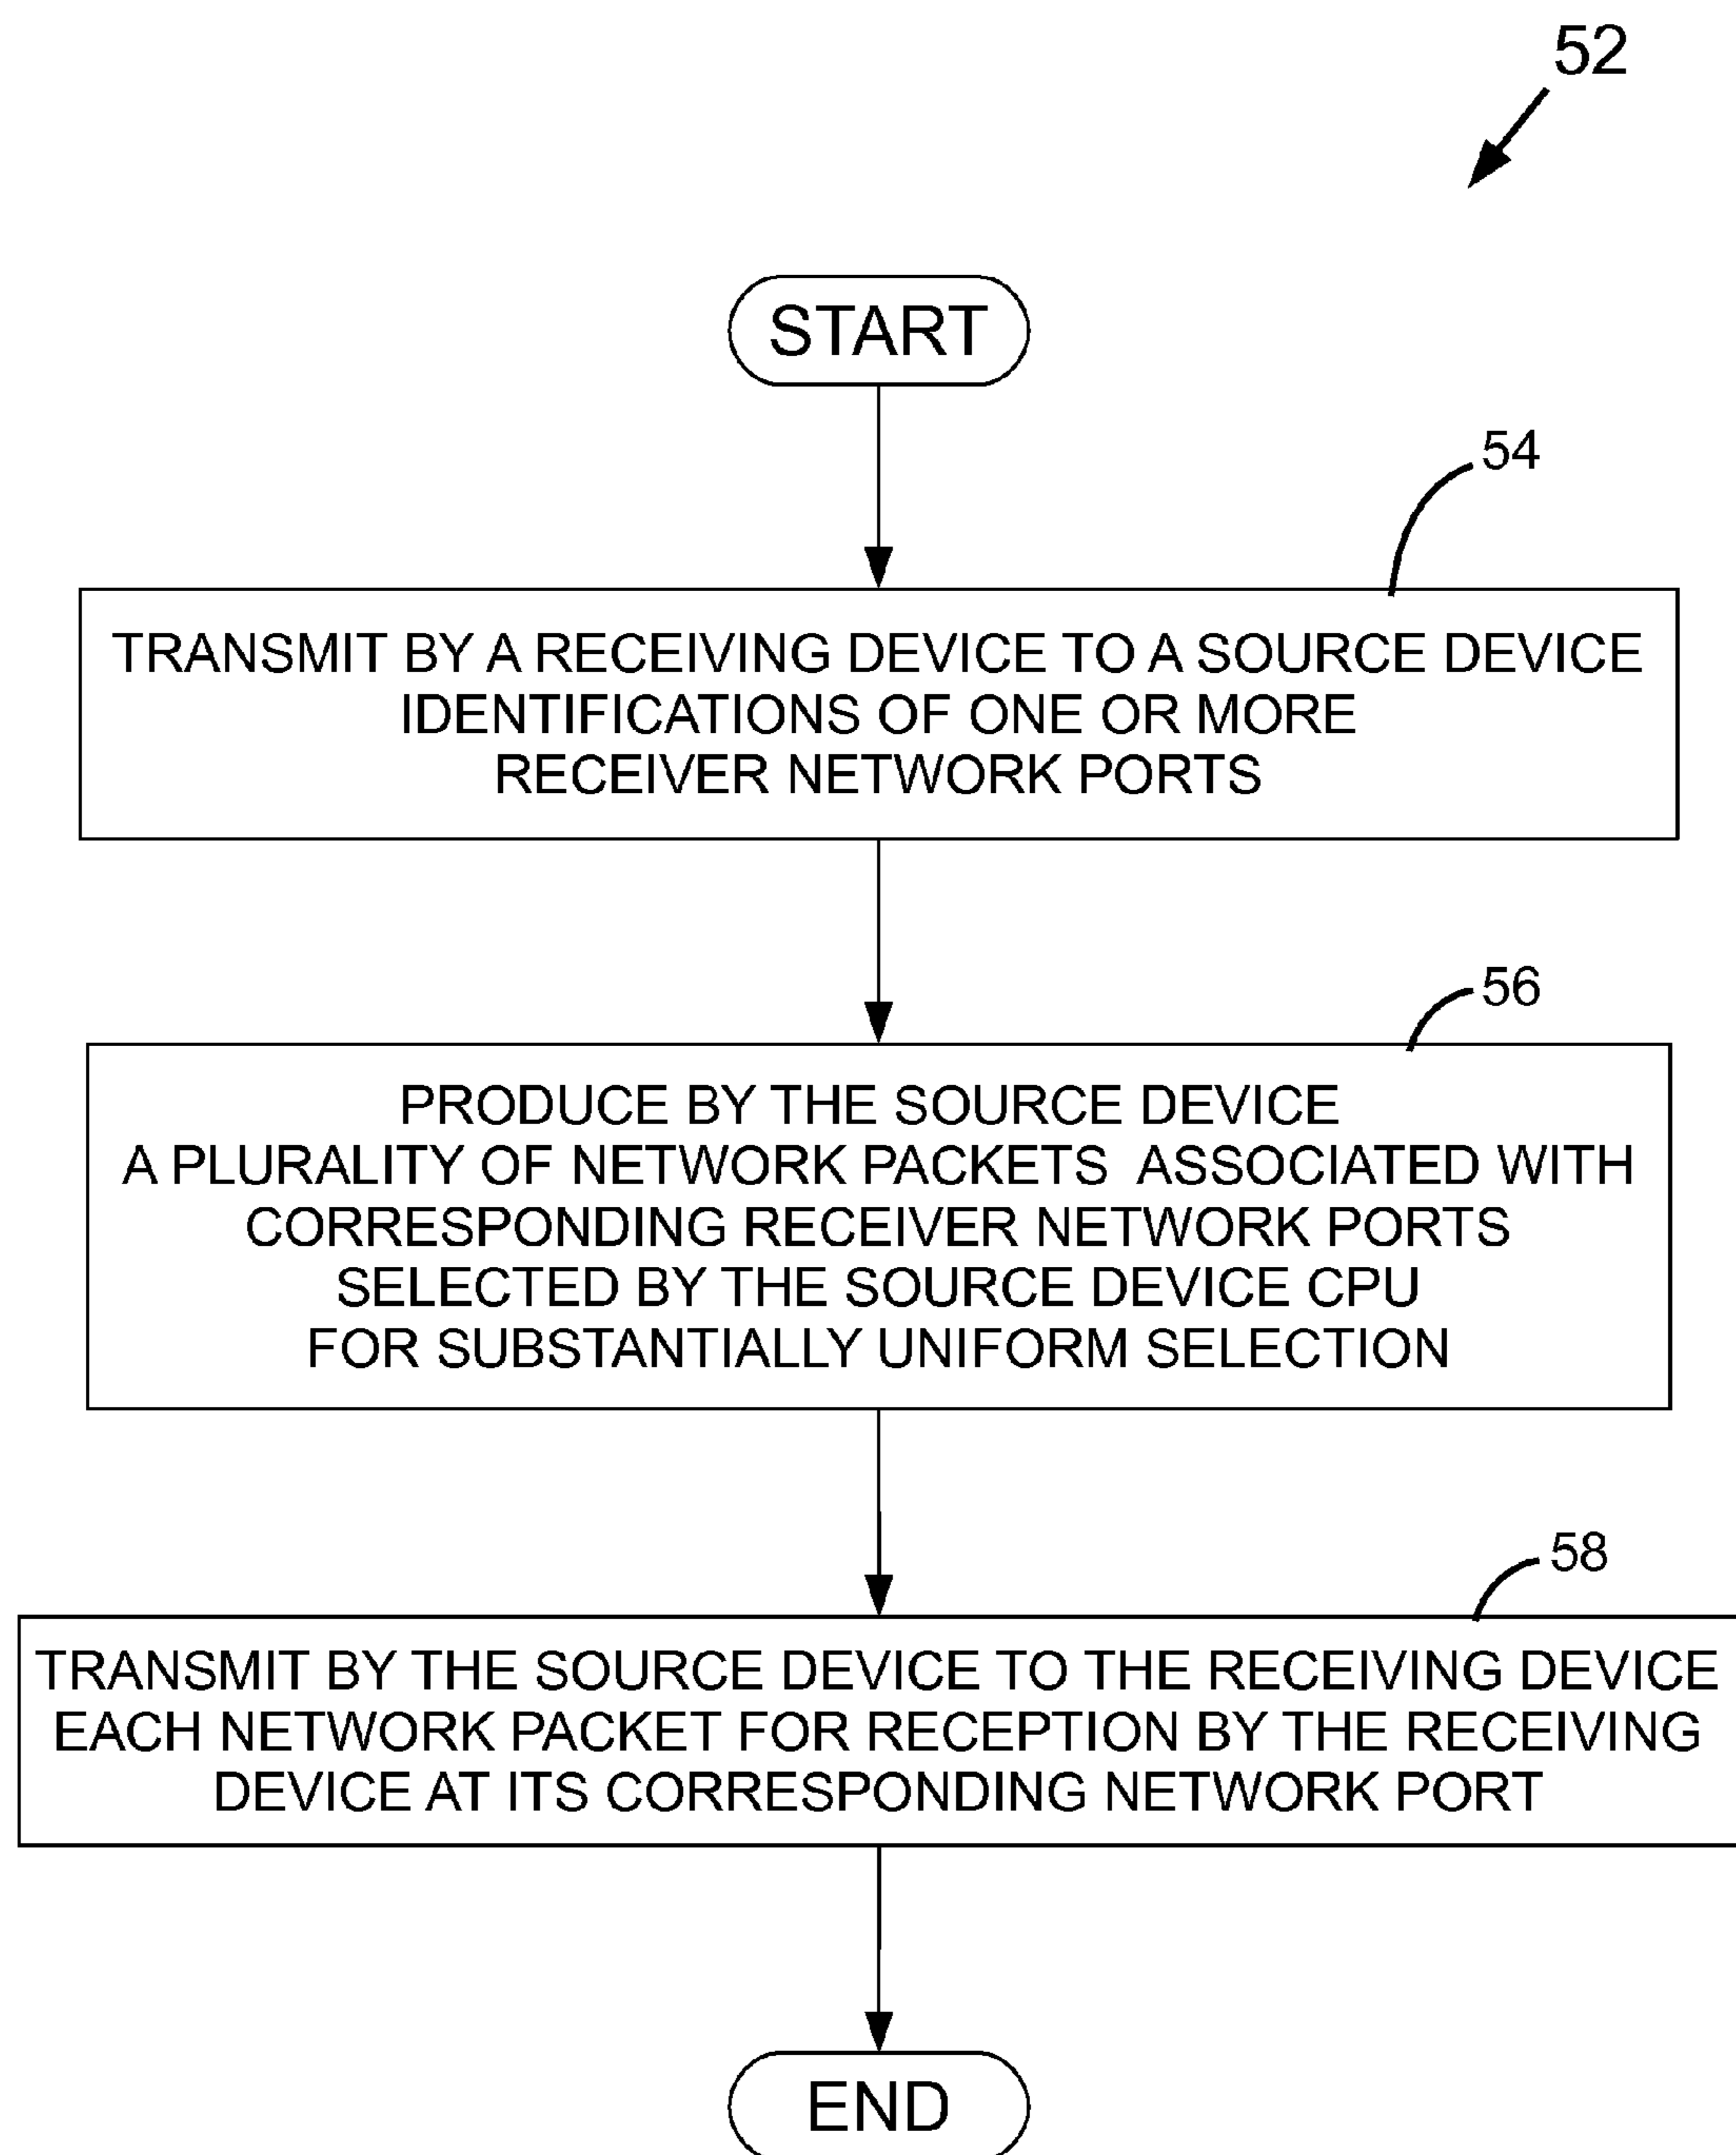 52
START
54
TRANSMIT BY A RECEIVING DEVICE TO A SOURCE DEVICE
IDENTIFICATIONS OF ONE OR MORE
RECEIVER NETWORK PORTS
56
PRODUCE BY THE SOURCE DEVICE
A PLURALITY OF NETWORK PACKETS ASSOCIATED WITH
CORRESPONDING RECEIVER NETWORK PORTS
SELECTED BY THE SOURCE DEVICE CPU
FOR SUBSTANTIALLY UNIFORM SELECTION
58
TRANSMIT BY THE SOURCE DEVICE TO THE RECEIVING DEVICE
EACH NETWORK PACKET FOR RECEPTION BY THE RECEIVING
DEVICE AT ITS CORRESPONDING NETWORK PORT
END